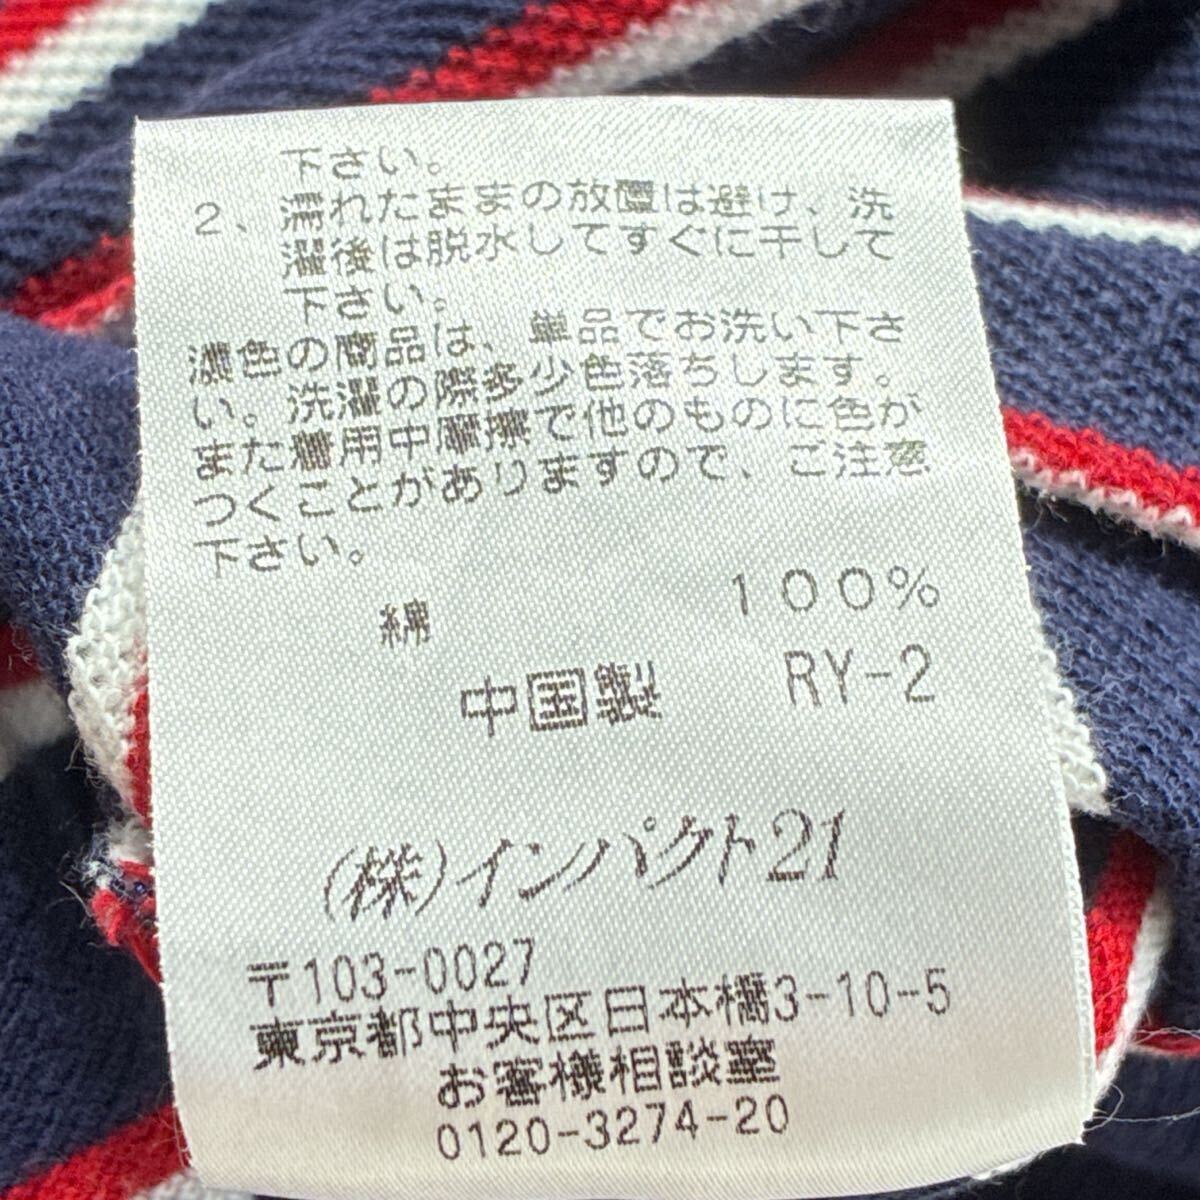 下さい。
2、濡れたままの放置は避け、洗
濯後は脱水してすぐに干して
下さい。
濃色の商品は、単品でお洗い下さ
い。洗濯の際多少色落ちします。
また着用中摩擦で他のものに色が
つくことがありますので、ご注意
下さい。
綿 100%
中国製 RY-2
(株)インパクト21
〒103-0027
東京都中央区日本橋3-10-5
お客様相談室
0120-3274-20